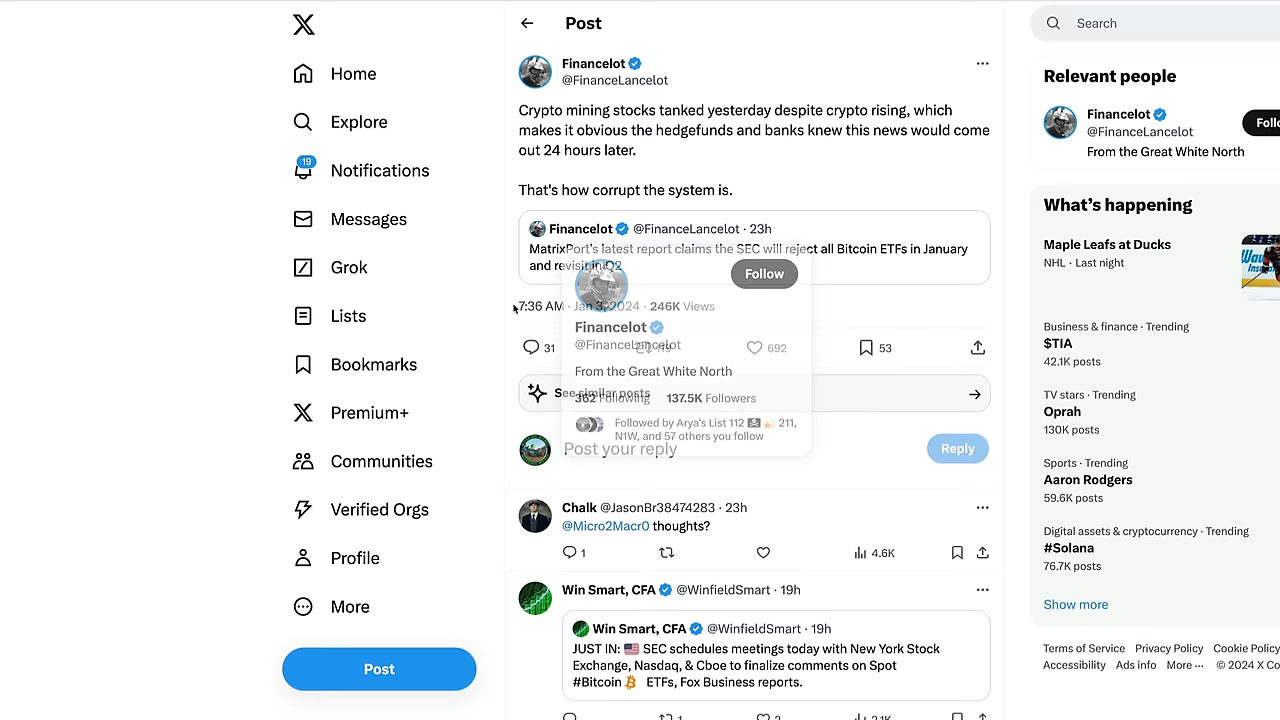 Post
Search
Financelot
@FinanceLancelot
Crypto mining stocks tanked yesterday despite crypto rising, which
makes it obvious the hedgefunds and banks knew this news would come
out 24 hours later.
That's how corrupt the system is.
Financelot @FinanceLancelot · 23h
MatrixPort's latest report claims the SEC will reject all Bitcoin ETFs in January
and revisit in Q2
7:36 AM · Jan 3, 2024 · 246K Views
31
119
692
53
See similar posts
Post your reply
Reply
Follow
Financelot
@FinanceLancelot
From the Great White North
362 Following 137.5K Followers
Followed by Arya's List 112 211,
N1W, and 57 others you follow
Chalk @JasonBr38474283 · 23h
@Micro2Macr0 thoughts?
1
4.6K
Win Smart, CFA @WinfieldSmart · 19h
Win Smart, CFA @WinfieldSmart · 19h
JUST IN: 🇺🇸 SEC schedules meetings today with New York Stock
Exchange, Nasdaq, & Cboe to finalize comments on Spot
#Bitcoin ETFs, Fox Business reports.
1
2
2.1K
Home
Explore
19
Notifications
Messages
Grok
Lists
Bookmarks
Premium+
Communities
Verified Orgs
Profile
More
Post
Relevant people
Financelot
@FinanceLancelot
Follo
From the Great White North
What's happening
Maple Leafs at Ducks
NHL · Last night
Business & finance · Trending
$TIA
42.1K posts
TV stars · Trending
Oprah
130K posts
Sports · Trending
Aaron Rodgers
59.6K posts
Digital assets & cryptocurrency · Trending
#Solana
76.7K posts
Show more
Terms of Service Privacy Policy Cookie Policy
Accessibility Ads info More ··· © 2024 X Co